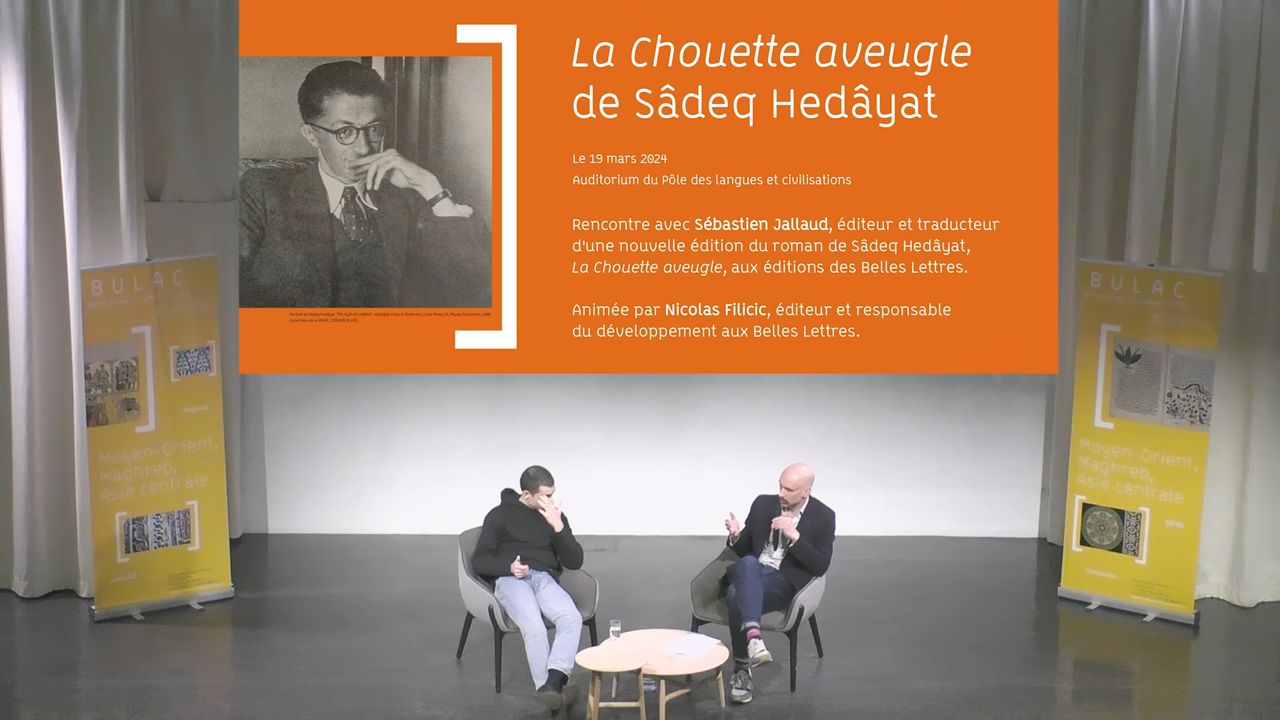 La Chouette aveugle
de Sâdeq Hedâyat
Le 19 mars 2024
Auditorium du Pôle des langues et civilisations
Rencontre avec Sébastien Jallaud, éditeur et traducteur
d'une nouvelle édition du roman de Sâdeq Hedâyat,
La Chouette aveugle, aux éditions des Belles Lettres.
Animée par Nicolas Filicic, éditeur et responsable
du développement aux Belles Lettres.
BULAC
Moyen-Orient,
Maghreb,
Asie centrale
BULAC
Moyen-Orient,
Maghreb,
Asie centrale